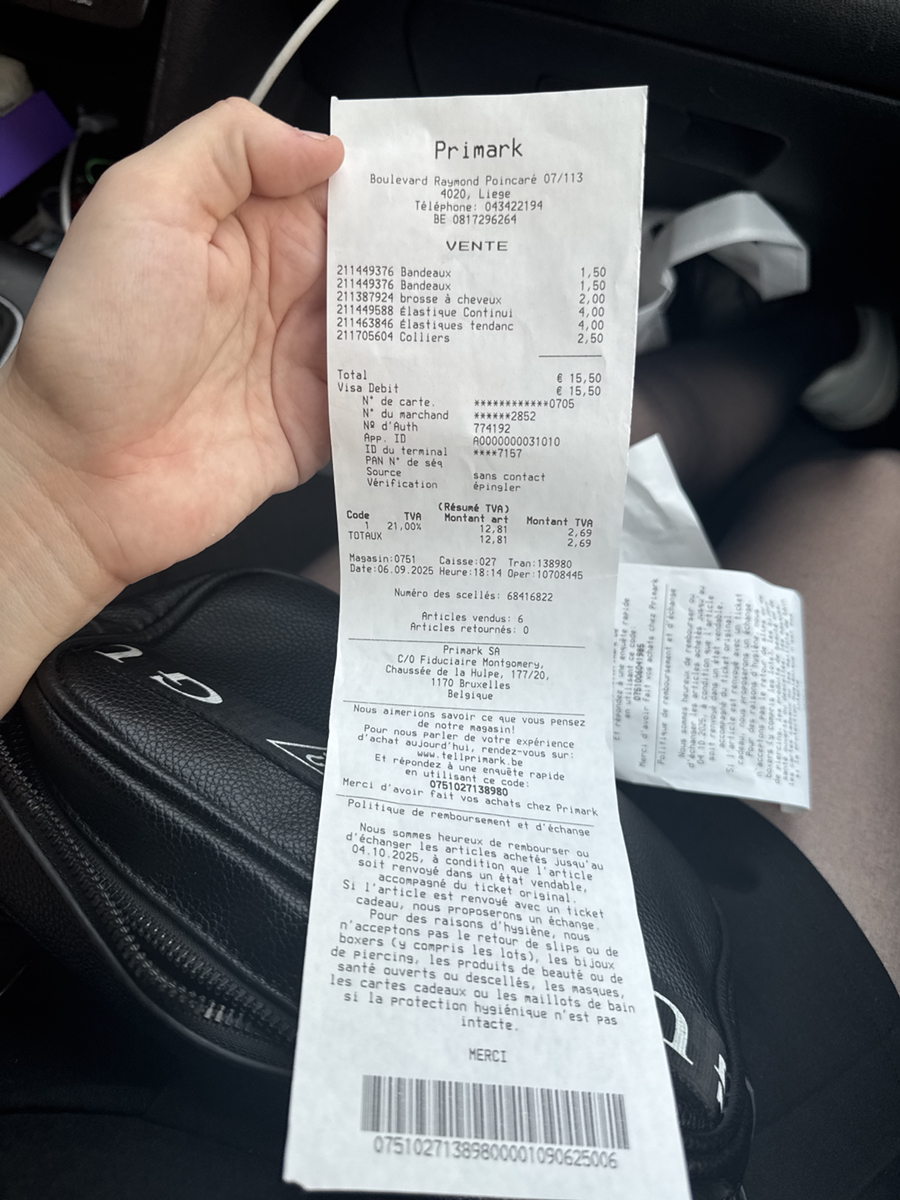 Primark
Boulevard Raymond Poincaré 07/113
4020, Liege
Téléphone: 043422194
BE 0817296264
VENTE
211449376 Bandeaux 1,50
211449376 Bandeaux 1,50
211387924 brosse à cheveux 2,00
211449588 Élastique Continui 4,00
211463846 Élastiques tendanc 4,00
211705604 Colliers 2,50
Total € 15,50
Visa Debit € 15,50
N° de carte. ************0705
N° du marchand ******2852
Nº d'Auth 774192
App. ID A0000000031010
ID du terminal ****7157
PAN N° de séq
Source sans contact
Vérification épingler
(Résumé TVA)
Code TVA Montant art Montant TVA
1 21,00% 12,81 2,69
TOTAUX 12,81 2,69
Magasin:0751 Caisse:027 Tran:138980
Date:06.09.2025 Heure:18:14 Oper:10708445
Numéro des scellés: 68416822
Articles vendus: 6
Articles retournés: 0
Primark SA
C/O Fiduciaire Montgomery,
Chaussée de la Hulpe, 177/20,
1170 Bruxelles
Belgique
Nous aimerions savoir ce que vous pensez
de notre magasin!
Pour nous parler de votre expérience
d'achat aujourd'hui, rendez-vous sur:
www.tellprimark.be
Et répondez à une enquête rapide
en utilisant ce code:
0751027138980
Merci d'avoir fait vos achats chez Primark
Politique de remboursement et d'échange
Nous sommes heureux de rembourser ou
d'échanger les articles achetés jusqu'au
04.10.2025, à condition que l'article
soit renvoyé dans un état vendable,
accompagné du ticket original.
Si l'article est renvoyé avec un ticket
cadeau, nous proposerons un échange.
Pour des raisons d'hygiène, nous
n'acceptons pas le retour de slips ou de
boxers (y compris les lots), les bijoux
de piercing, les produits de beauté ou de
santé ouverts ou descellés, les masques,
les cartes cadeaux ou les maillots de bain
si la protection hygiénique n'est pas
intacte.
MERCI
075102713898000001090625006